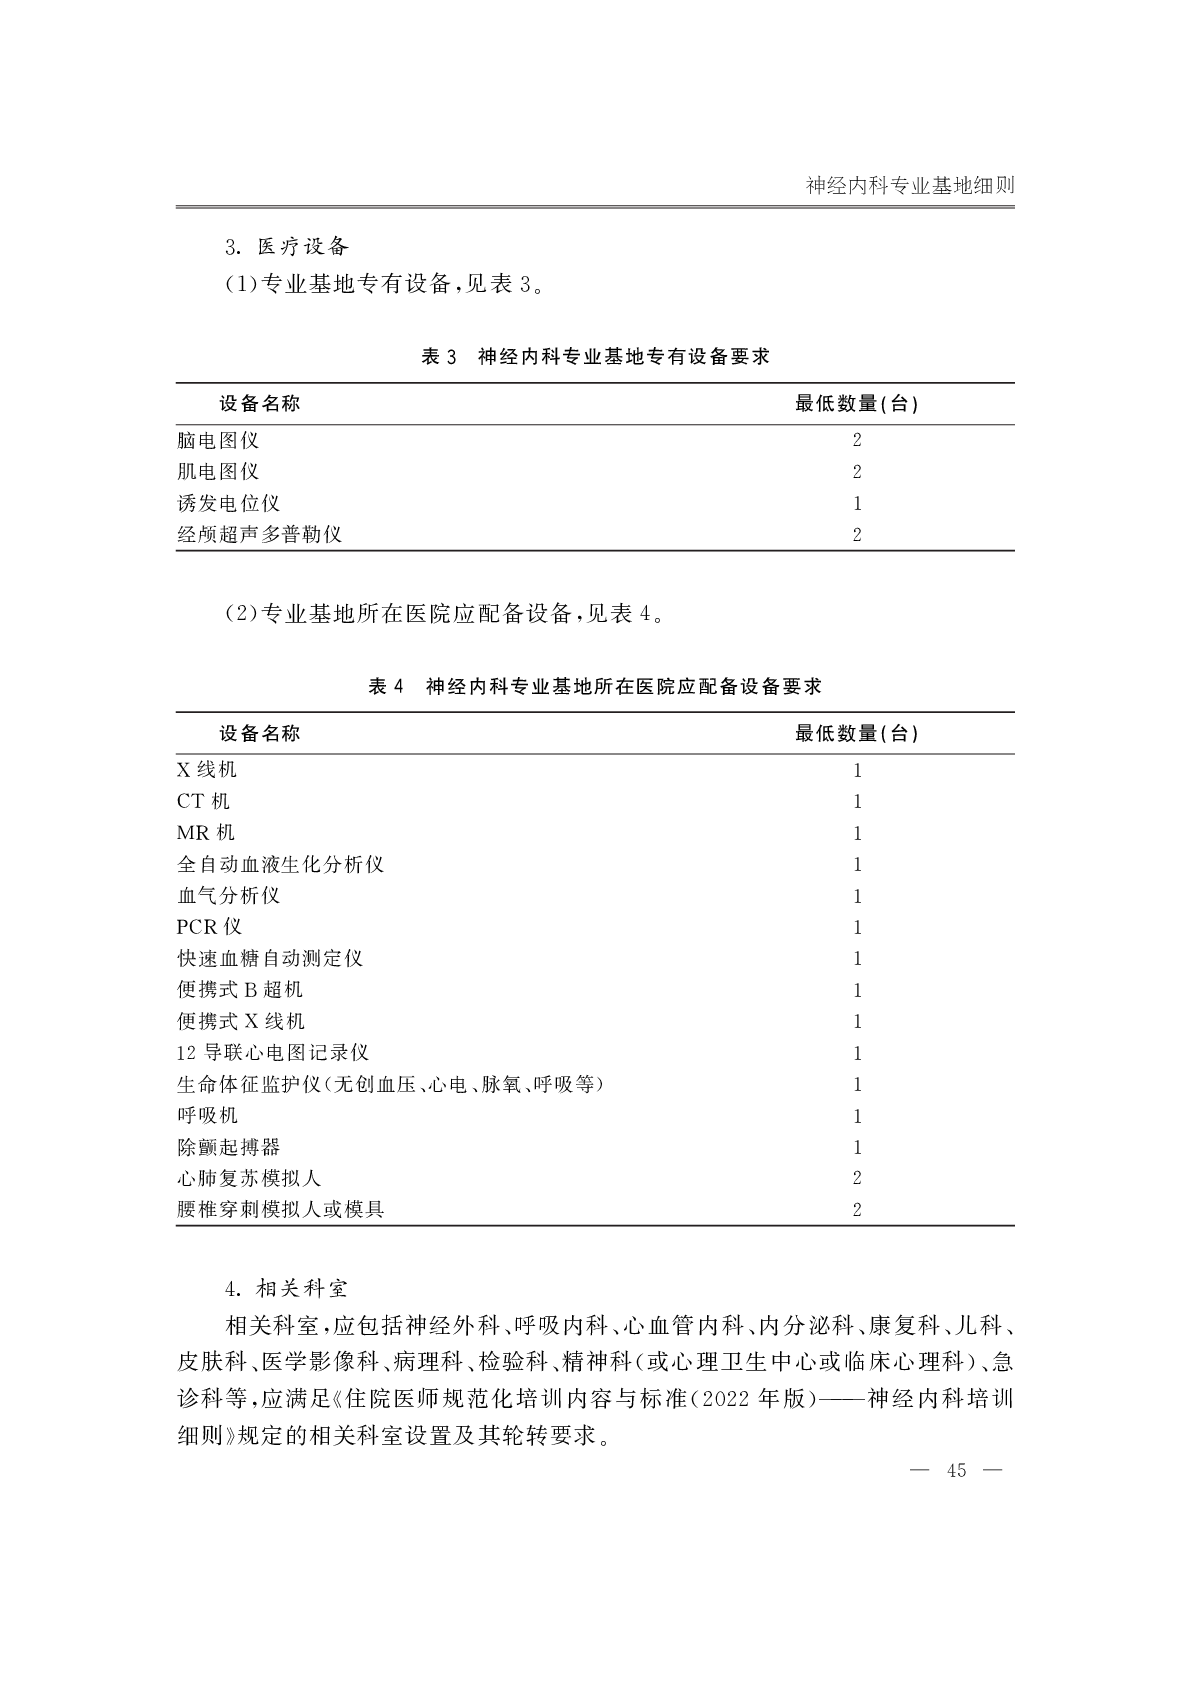 神经内科专业基地细则
3. 医疗设备
(1)专业基地专有设备,见表 3。
表 3　神经内科专业基地专有设备要求
设备名称　最低数量(台)
脑电图仪　2
肌电图仪　2
诱发电位仪　1
经颅超声多普勒仪　2
(2)专业基地所在医院应配备设备,见表 4。
表 4　神经内科专业基地所在医院应配备设备要求
设备名称　最低数量(台)
X 线机　1
CT 机　1
MR 机　1
全自动血液生化分析仪　1
血气分析仪　1
PCR 仪　1
快速血糖自动测定仪　1
便携式 B 超机　1
便携式 X 线机　1
12 导联心电图记录仪　1
生命体征监护仪(无创血压、心电、脉氧、呼吸等)　1
呼吸机　1
除颤起搏器　1
心肺复苏模拟人　2
腰椎穿刺模拟人或模具　2
4. 相关科室
相关科室,应包括神经外科、呼吸内科、心血管内科、内分泌科、康复科、儿科、
皮肤科、医学影像科、病理科、检验科、精神科(或心理卫生中心或临床心理科)、急
诊科等,应满足《住院医师规范化培训内容与标准(2022 年版)——神经内科培训
细则》规定的相关科室设置及其轮转要求。
— 45 —